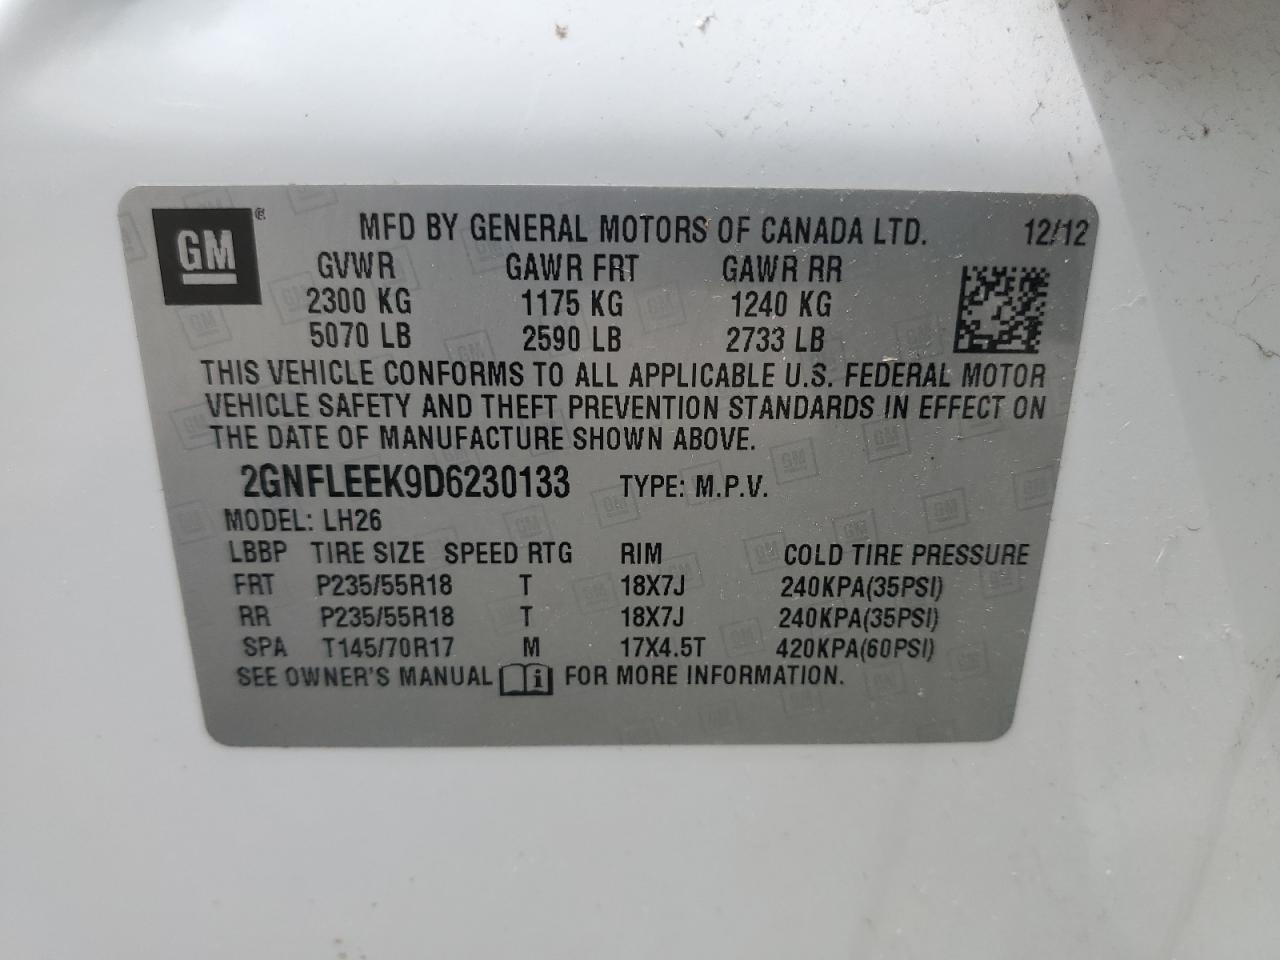 GM ® MFD BY GENERAL MOTORS OF CANADA LTD. 12/12
GVWR GAWR FRT GAWR RR
2300 KG 1175 KG 1240 KG
5070 LB 2590 LB 2733 LB
THIS VEHICLE CONFORMS TO ALL APPLICABLE U.S. FEDERAL MOTOR
VEHICLE SAFETY AND THEFT PREVENTION STANDARDS IN EFFECT ON
THE DATE OF MANUFACTURE SHOWN ABOVE.
2GNFLEEK9D6230133 TYPE: M.P.V.
MODEL: LH26
LBBP TIRE SIZE SPEED RTG RIM COLD TIRE PRESSURE
FRT P235/55R18 T 18X7J 240KPA(35PSI)
RR P235/55R18 T 18X7J 240KPA(35PSI)
SPA T145/70R17 M 17X4.5T 420KPA(60PSI)
SEE OWNER'S MANUAL i FOR MORE INFORMATION.